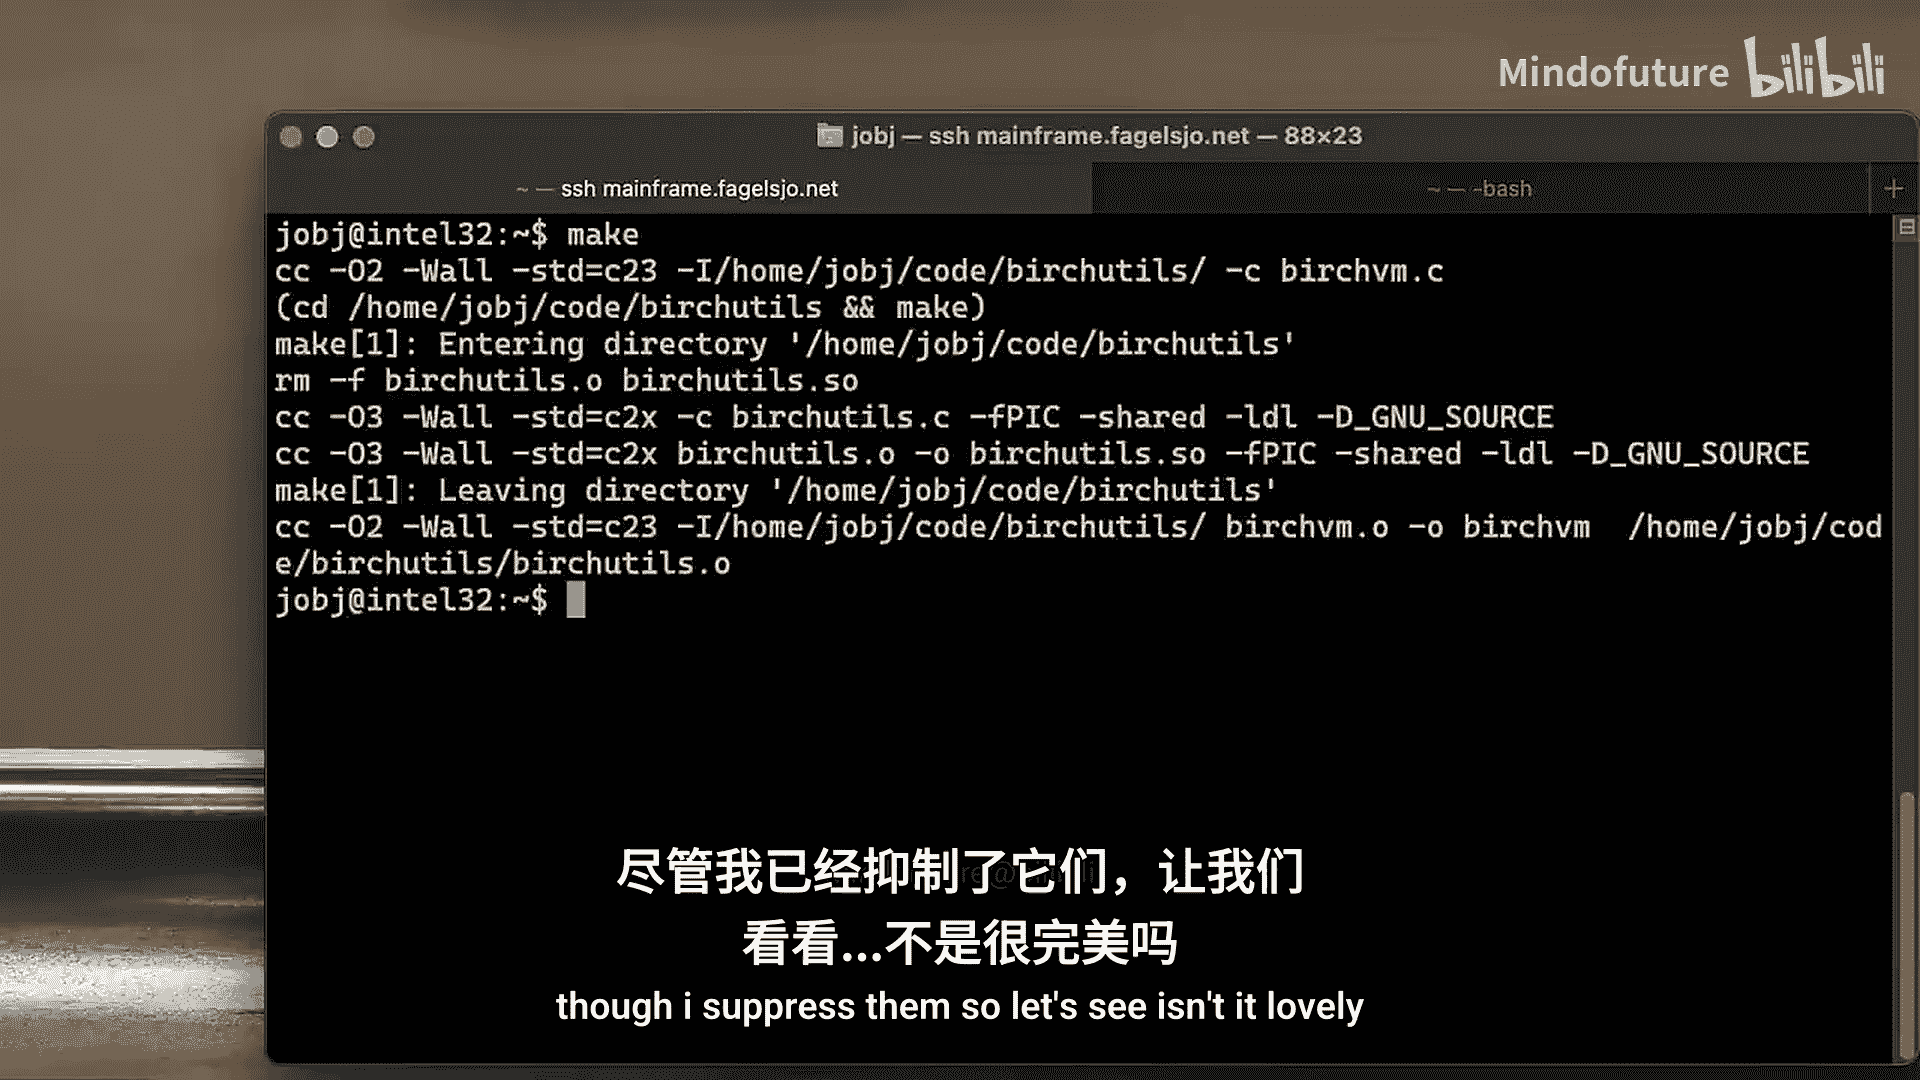 Mindofuture bilibili
jobj — ssh mainframe.fagelsjo.net — 88×23
~ — ssh mainframe.fagelsjo.net
~ — -bash
+
jobj@intel32:~$ make
cc -O2 -Wall -std=c23 -I/home/jobj/code/birchutils/ -c birchvm.c
(cd /home/jobj/code/birchutils && make)
make[1]: Entering directory '/home/jobj/code/birchutils'
rm -f birchutils.o birchutils.so
cc -O3 -Wall -std=c2x -c birchutils.c -fPIC -shared -ldl -D_GNU_SOURCE
cc -O3 -Wall -std=c2x birchutils.o -o birchutils.so -fPIC -shared -ldl -D_GNU_SOURCE
make[1]: Leaving directory '/home/jobj/code/birchutils'
cc -O2 -Wall -std=c23 -I/home/jobj/code/birchutils/ birchvm.o -o birchvm  /home/jobj/cod
e/birchutils/birchutils.o
jobj@intel32:~$
尽管我已经抑制了它们，让我们
看看...不是很完美吗
though i suppress them so let's see isn't it lovely